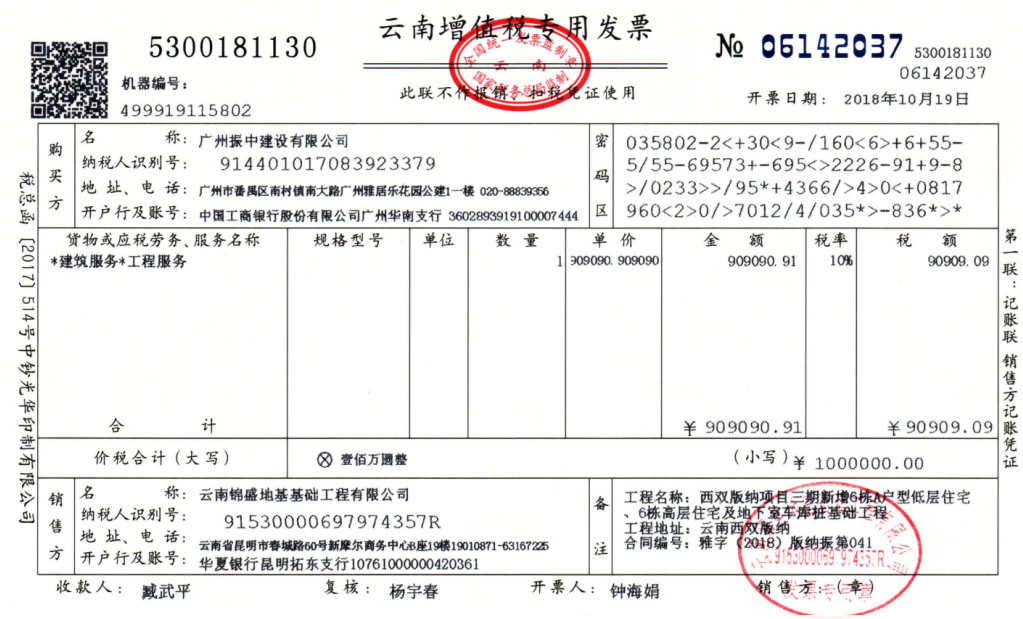 云南增值税专用发票
5300181130
№ 06142037
5300181130
06142037
机器编号:
499919115802
此联不作报销、扣税凭证使用
开票日期: 2018年10月19日
全国统一发票监制章
云 南
国家税务总局监制
购买方
名 称: 广州振中建设有限公司
纳税人识别号: 914401017083923379
地 址、电 话: 广州市番禺区南村镇南大路广州雅居乐花园公建1一楼 020-88839356
开户行及账号: 中国工商银行股份有限公司广州华南支行 3602893919100007444
密码区
035802-2<+30<9-/160<6>+6+55-
5/55-69573+-695<>2226-91+9-8
>/0233>>/95*+4366/>4>0<+0817
960<2>0/>7012/4/035*>-836*>*
货物或应税劳务、服务名称 规格型号 单位 数 量 单 价 金 额 税率 税 额
*建筑服务*工程服务 1 909090.909090 909090.91 10% 90909.09
合 计 ¥ 909090.91 ¥ 90909.09
价税合计(大写) ⊗ 壹佰万圆整 (小写) ¥ 1000000.00
销售方
名 称: 云南锦盛地基基础工程有限公司
纳税人识别号: 91530000697974357R
地 址、电 话: 云南省昆明市春城路60号新摩尔商务中心B座19楼19010871-63167225
开户行及账号: 华夏银行昆明拓东支行10761000000420361
备注
工程名称: 西双版纳项目三期新增6栋A户型低层住宅
、6栋高层住宅及地下室车库桩基础工程
工程地址: 云南西双版纳
合同编号: 雅字(2018)版纳振第041
91530000697974357R
发票专用章
收款人: 臧武平 复核: 杨宇春 开票人: 钟海娟 销售方:(章)
税总函〔2017〕514号中钞光华印制有限公司
第一联:记账联 销售方记账凭证